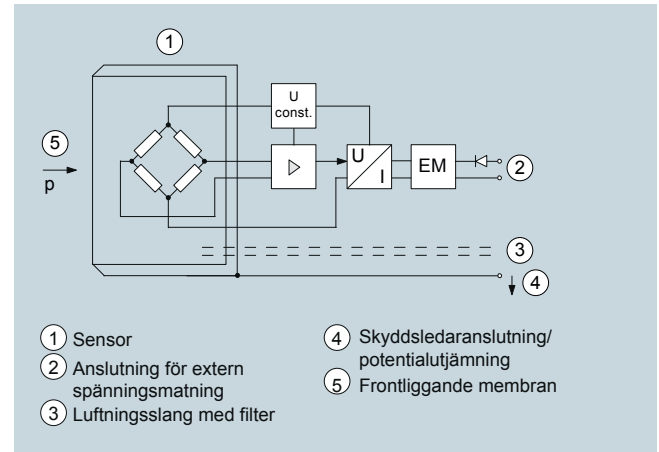 1
5
p
U
const.
U
I
EM
2
3
4
1 Sensor
2 Anslutning för extern
spänningsmatning
3 Luftningsslang med filter
4 Skyddsledaranslutning/
potentialutjämning
5 Frontliggande membran